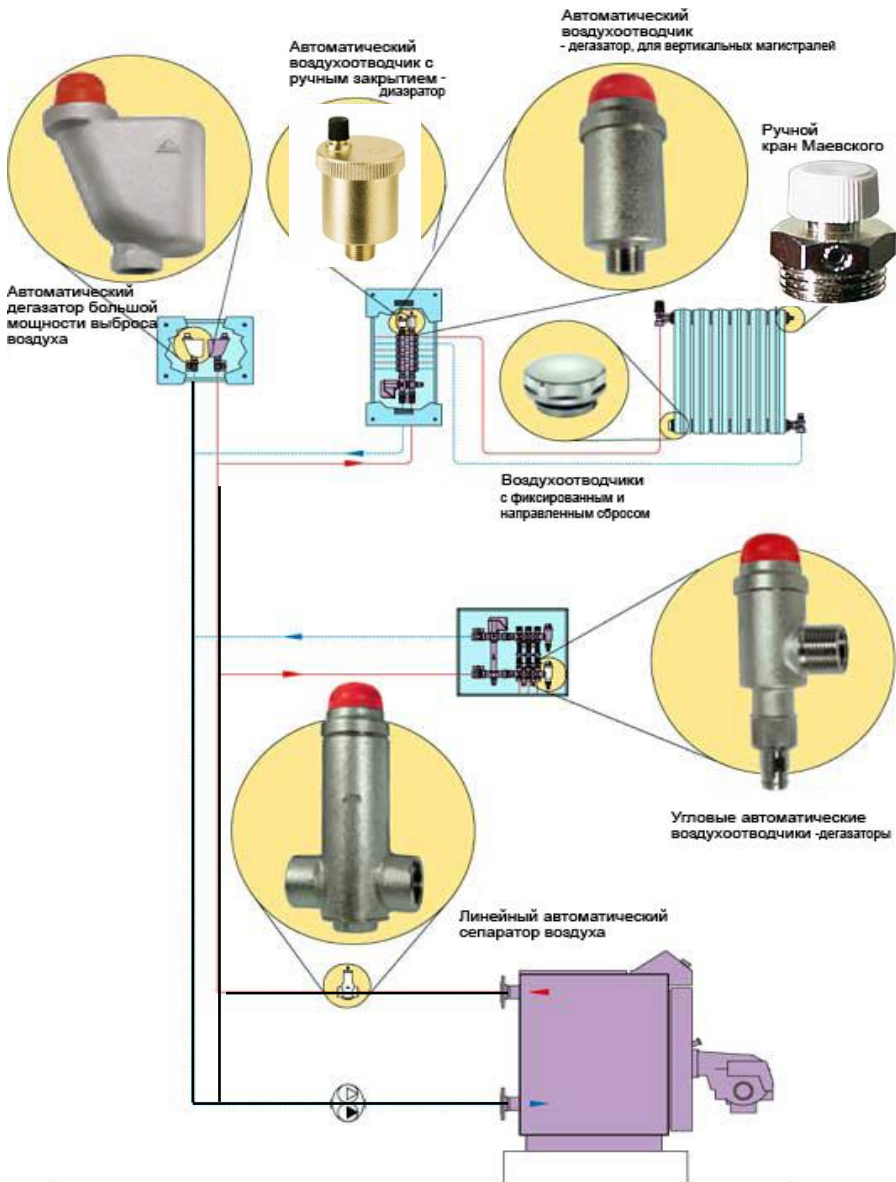 Автоматический
воздухоотводчик с
ручным закрытием -
диаэратор
Автоматический
воздухоотводчик
- дегазатор, для вертикальных магистралей
Ручной
кран Маевского
Автоматический
дегазатор большой
мощности выброса
воздуха
Воздухоотводчики
с фиксированным и
направленным сбросом
Угловые автоматические
воздухоотводчики -дегазаторы
Линейный автоматический
сепаратор воздуха